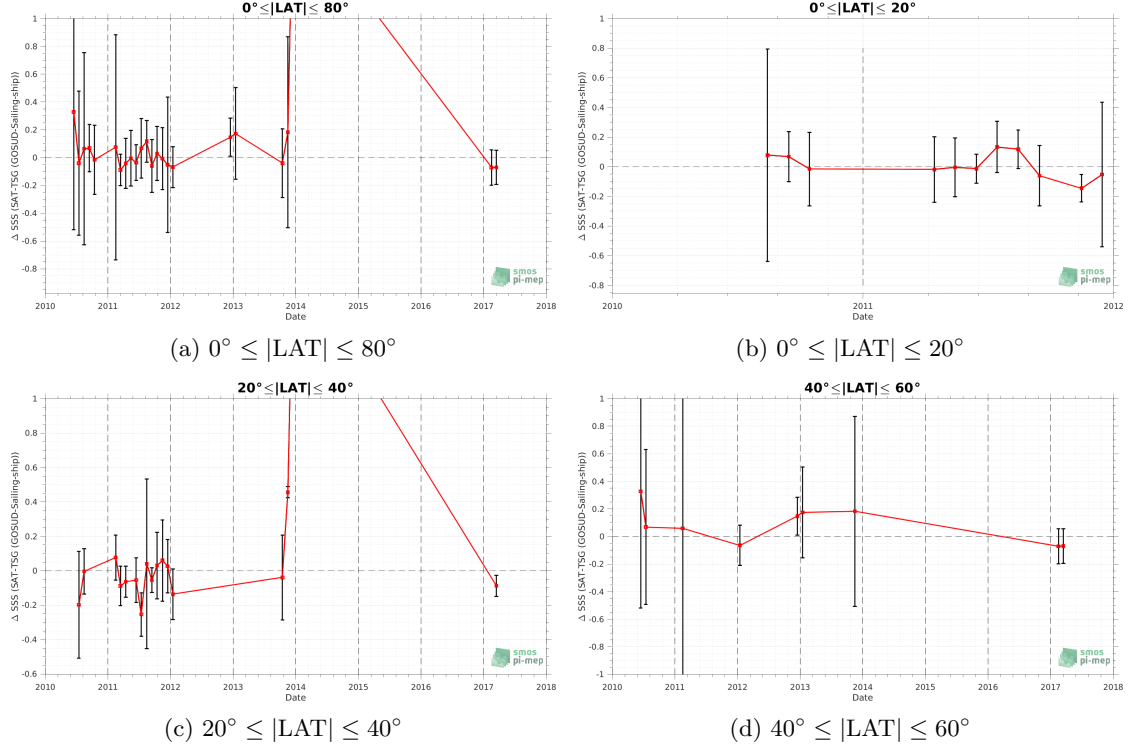 0°≤|LAT|≤ 80°
1
0.8
0.6
0.4
0.2
0
-0.2
-0.4
-0.6
-0.8
Δ SSS (SAT-TSG (GOSUD-Sailing-ship))
2010 2011 2012 2013 2014 2015 2016 2017 2018
Date
smos
pi-mep
(a) 0° ≤ |LAT| ≤ 80°
0°≤|LAT|≤ 20°
1
0.8
0.6
0.4
0.2
0
-0.2
-0.4
-0.6
-0.8
Δ SSS (SAT-TSG (GOSUD-Sailing-ship))
2010 2011 2012
Date
smos
pi-mep
(b) 0° ≤ |LAT| ≤ 20°
20°≤|LAT|≤ 40°
1
0.8
0.6
0.4
0.2
0
-0.2
-0.4
-0.6
Δ SSS (SAT-TSG (GOSUD-Sailing-ship))
2010 2011 2012 2013 2014 2015 2016 2017 2018
Date
smos
pi-mep
(c) 20° ≤ |LAT| ≤ 40°
40°≤|LAT|≤ 60°
1
0.8
0.6
0.4
0.2
0
-0.2
-0.4
-0.6
-0.8
-1
Δ SSS (SAT-TSG (GOSUD-Sailing-ship))
2010 2011 2012 2013 2014 2015 2016 2017 2018
Date
smos
pi-mep
(d) 40° ≤ |LAT| ≤ 60°